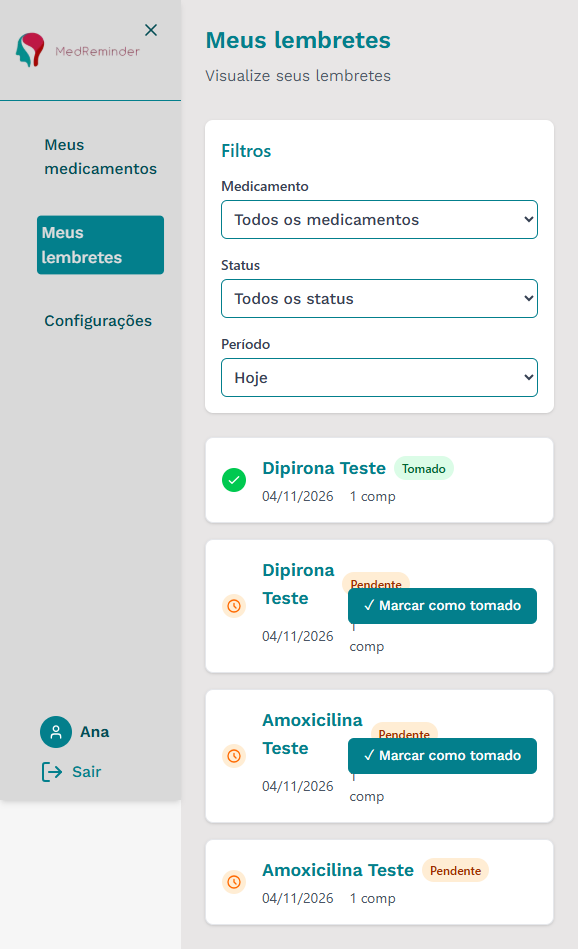 MedReminder
Meus
medicamentos
Meus
lembretes
Configurações
Ana
Sair
Meus lembretes
Visualize seus lembretes
Filtros
Medicamento
Todos os medicamentos
Status
Todos os status
Período
Hoje
Dipirona Teste Tomado
04/11/2026 1 comp
Dipirona
Teste
Pendente
✓ Marcar como tomado
04/11/2026 1
comp
Amoxicilina
Teste
Pendente
✓ Marcar como tomado
04/11/2026 1
comp
Amoxicilina Teste Pendente
04/11/2026 1 comp